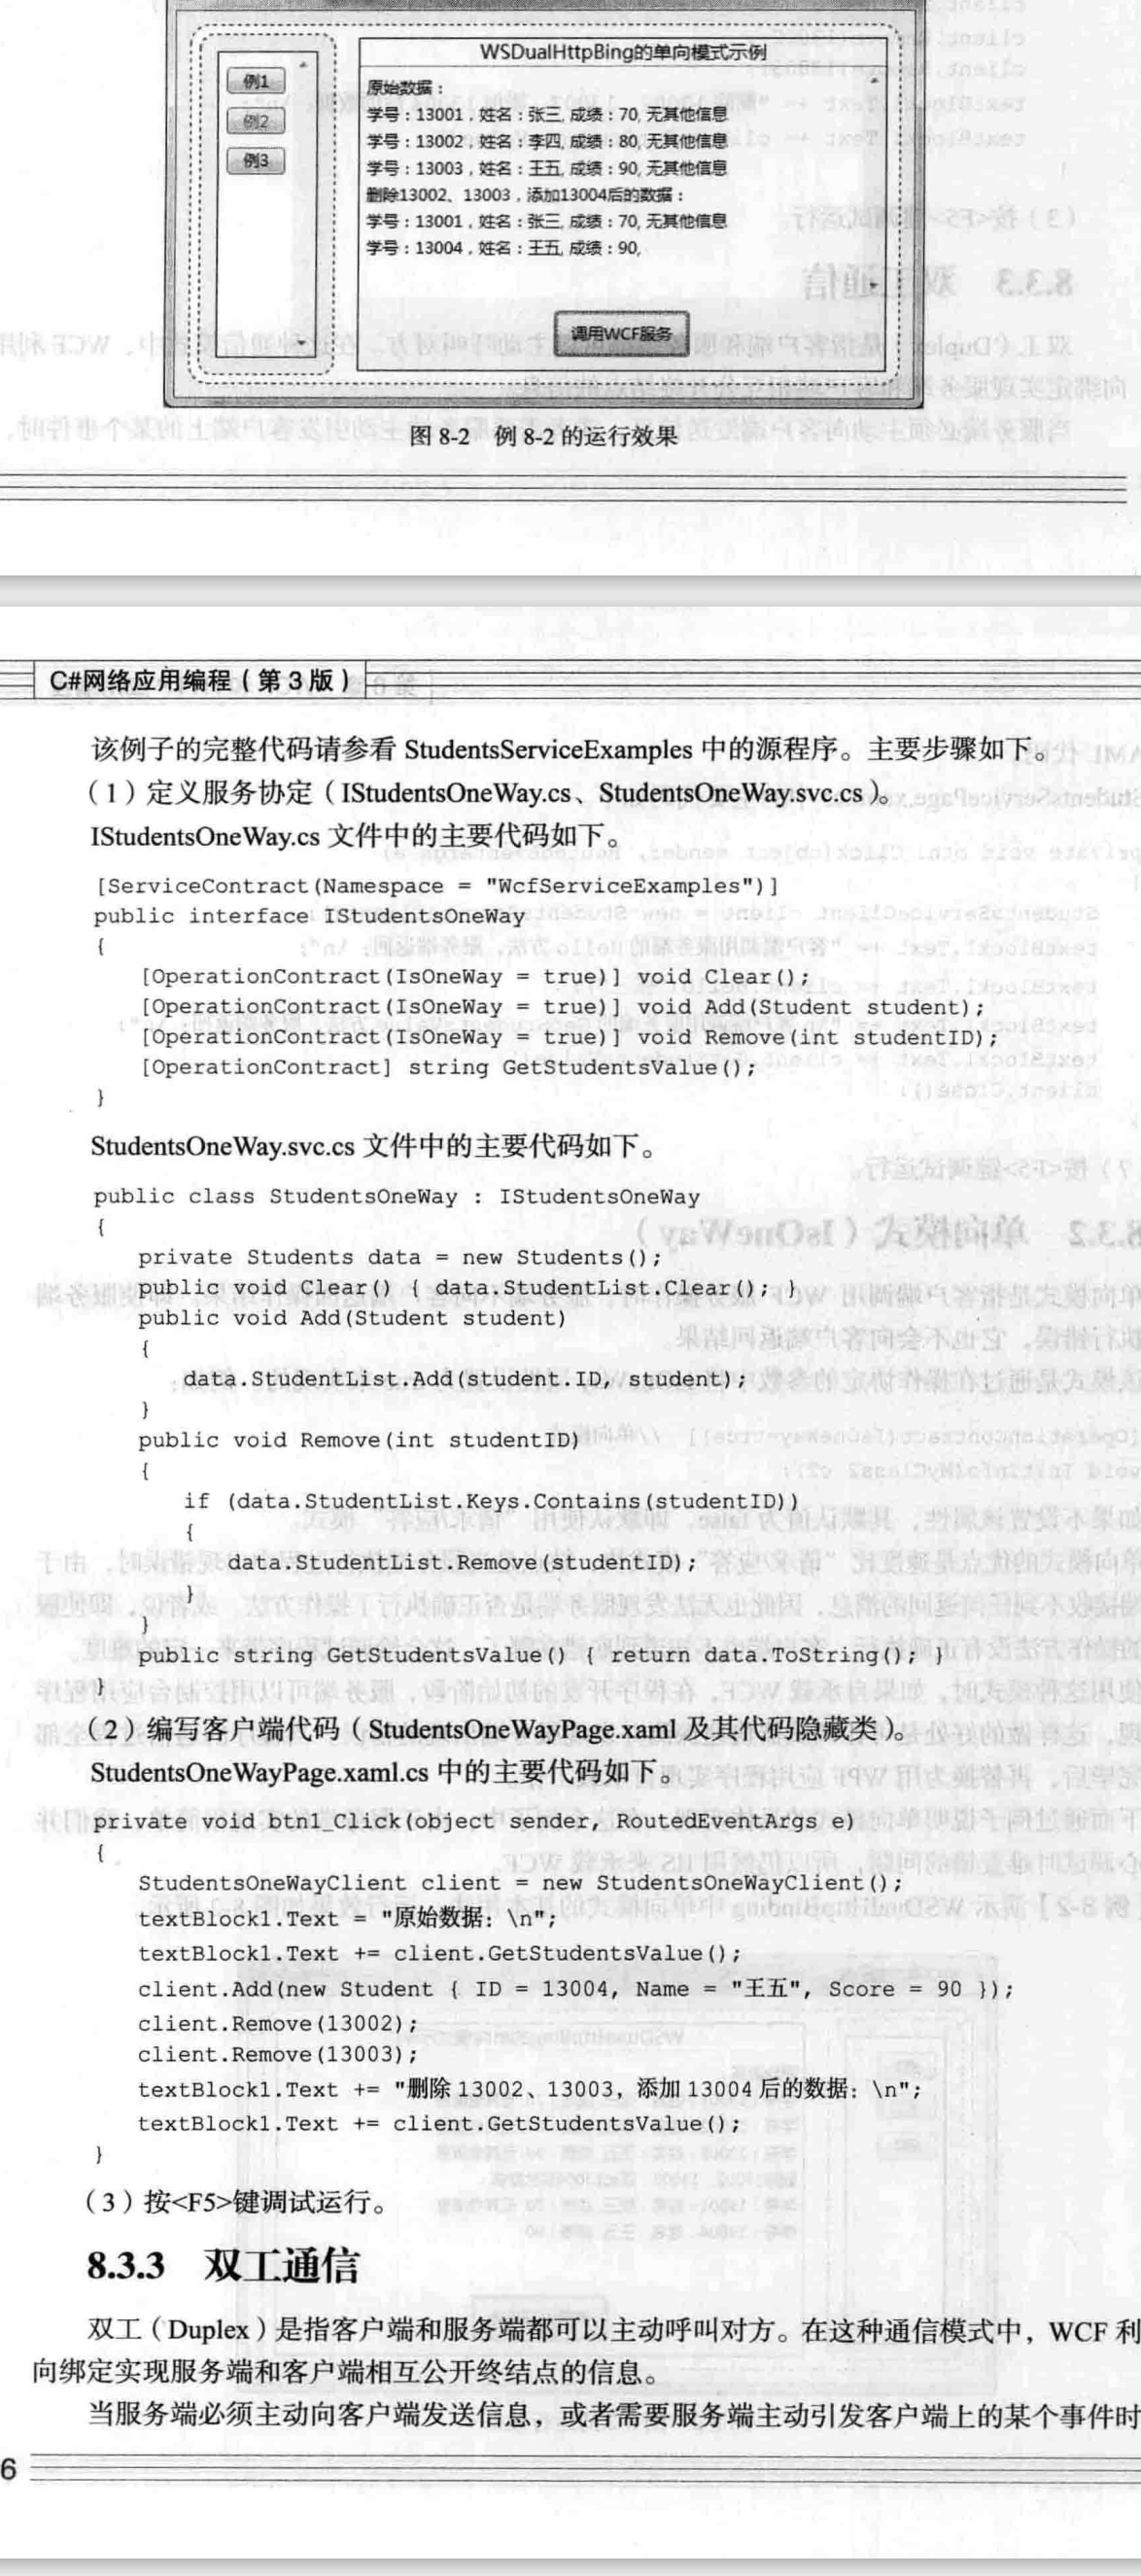 WSDualHttpBing的单向模式示例
例1
例2
例3
原始数据：
学号：13001，姓名：张三, 成绩：70, 无其他信息
学号：13002，姓名：李四, 成绩：80, 无其他信息
学号：13003，姓名：王五, 成绩：90, 无其他信息
删除13002、13003，添加13004后的数据：
学号：13001，姓名：张三, 成绩：70, 无其他信息
学号：13004，姓名：王五, 成绩：90,
调用WCF服务
图 8-2 例 8-2 的运行效果
C#网络应用编程（第 3 版）
该例子的完整代码请参看 StudentsServiceExamples 中的源程序。主要步骤如下。
（1）定义服务协定（IStudentsOneWay.cs、StudentsOneWay.svc.cs）。
IStudentsOneWay.cs 文件中的主要代码如下。
[ServiceContract(Namespace = "WcfServiceExamples")]
public interface IStudentsOneWay
{
[OperationContract(IsOneWay = true)] void Clear();
[OperationContract(IsOneWay = true)] void Add(Student student);
[OperationContract(IsOneWay = true)] void Remove(int studentID);
[OperationContract] string GetStudentsValue();
}
StudentsOneWay.svc.cs 文件中的主要代码如下。
public class StudentsOneWay : IStudentsOneWay
{
private Students data = new Students();
public void Clear() { data.StudentList.Clear(); }
public void Add(Student student)
{
data.StudentList.Add(student.ID, student);
}
public void Remove(int studentID)
{
if (data.StudentList.Keys.Contains(studentID))
{
data.StudentList.Remove(studentID);
}
}
public string GetStudentsValue() { return data.ToString(); }
}
（2）编写客户端代码（StudentsOneWayPage.xaml 及其代码隐藏类）。
StudentsOneWayPage.xaml.cs 中的主要代码如下。
private void btn1_Click(object sender, RoutedEventArgs e)
{
StudentsOneWayClient client = new StudentsOneWayClient();
textBlock1.Text = "原始数据：\n";
textBlock1.Text += client.GetStudentsValue();
client.Add(new Student { ID = 13004, Name = "王五", Score = 90 });
client.Remove(13002);
client.Remove(13003);
textBlock1.Text += "删除 13002、13003，添加 13004 后的数据：\n";
textBlock1.Text += client.GetStudentsValue();
}
（3）按<F5>键调试运行。
8.3.3 双工通信
双工（Duplex）是指客户端和服务端都可以主动呼叫对方。在这种通信模式中，WCF 利
向绑定实现服务端和客户端相互公开终结点的信息。
当服务端必须主动向客户端发送信息，或者需要服务端主动引发客户端上的某个事件时
6